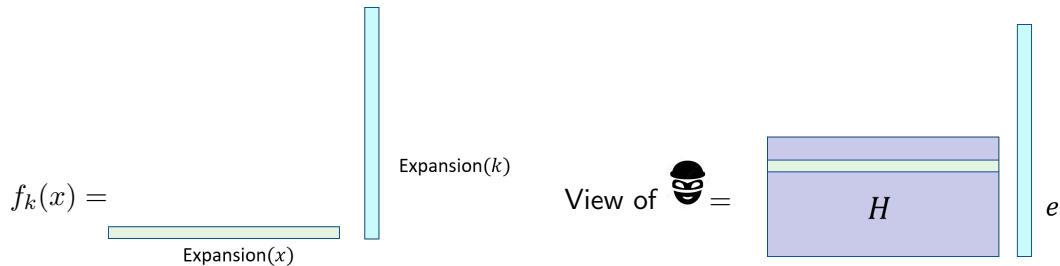 f_k(x) =
Expansion(k)
Expansion(x)
View of =
H
e